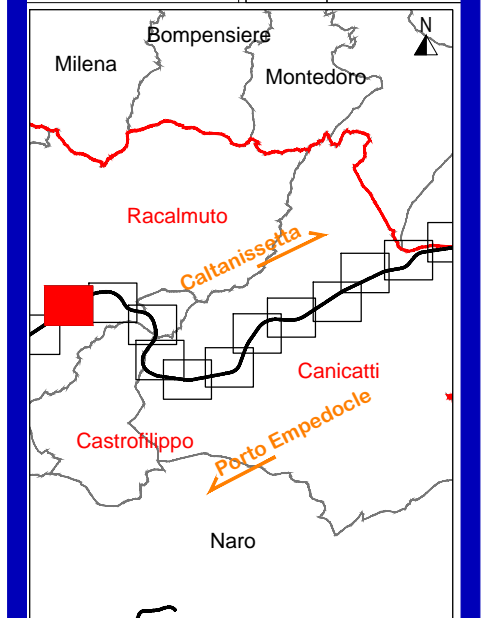 N
Bompensiere
Milena
Montedoro
Racalmuto
Caltanissetta
Canicatti
Porto Empedocle
Castrofilippo
Naro